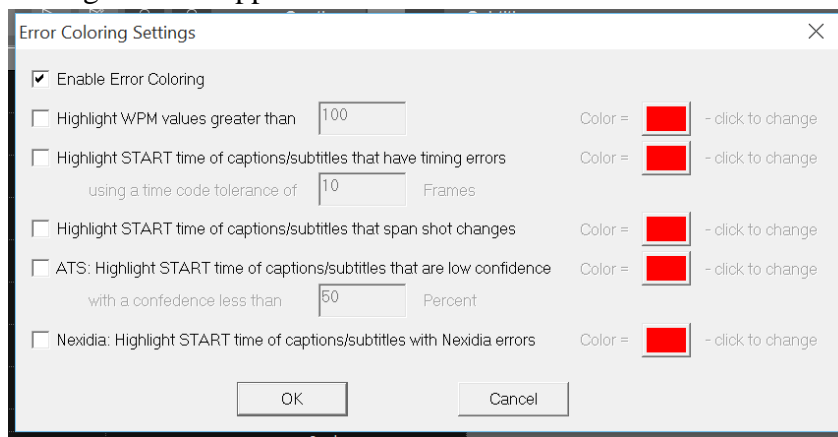 Error Coloring Settings
Enable Error Coloring
Highlight WPM values greater than 100 Color = - click to change
Highlight START time of captions/subtitles that have timing errors Color = - click to change
using a time code tolerance of 10 Frames
Highlight START time of captions/subtitles that span shot changes Color = - click to change
ATS: Highlight START time of captions/subtitles that are low confidence Color = - click to change
with a confedence less than 50 Percent
Nexidia: Highlight START time of captions/subtitles with Nexidia errors Color = - click to change
OK Cancel